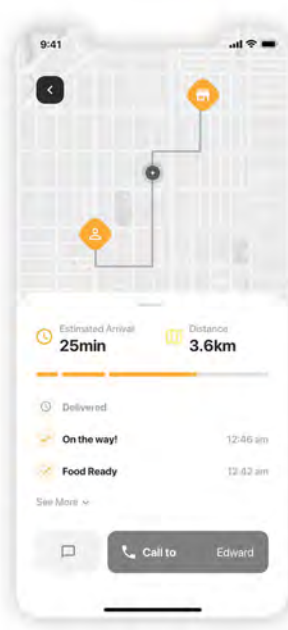 9:41
Estimated Arrival
25min
Distance
3.6km
Delivered
On the way!
12:46 am
Food Ready
12:42 am
See More
Call to
Edward